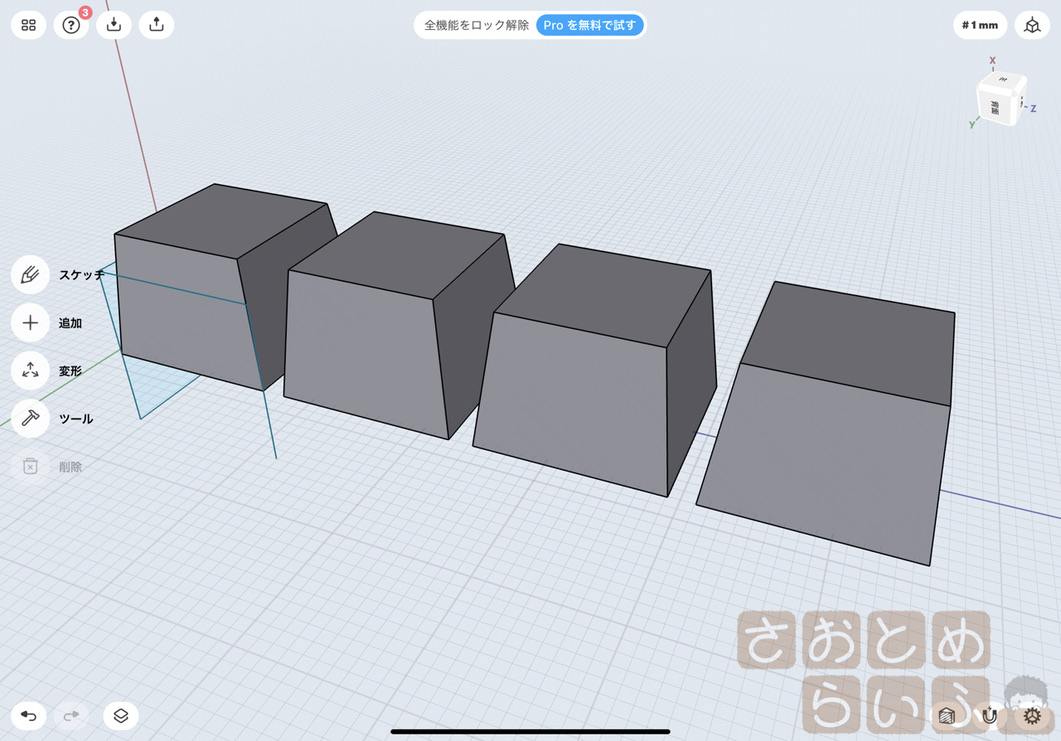 3
全機能をロック解除 Pro を無料で試す
# 1 mm
X
Z
Y
スケッチ
追加
変形
ツール
削除
さおとめ
らいふ